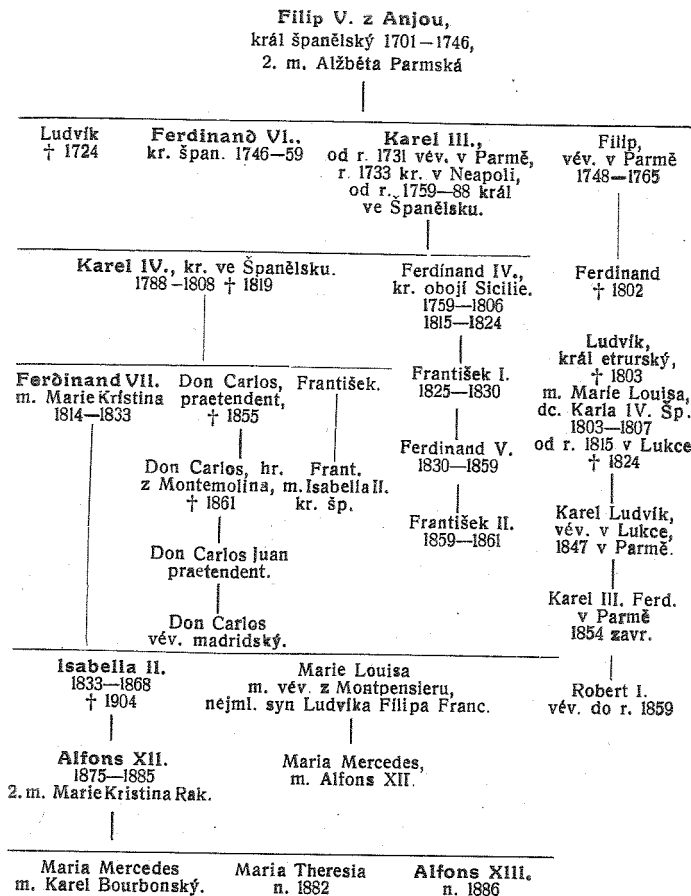 Filip V. z Anjou,
král španělský 1701—1746,
2. m. Alžběta Parmská
Ludvík
† 1724
Ferdinand VI.,
kr. špan. 1746—59
Karel III.,
od r. 1731 vév. v Parmě,
r. 1733 kr. v Neapoli,
od r. 1759—88 král
ve Španělsku.
Filip,
vév. v Parmě
1748—1765
Karel IV., kr. ve Španělsku.
1788—1808 † 1819
Ferdinand IV.,
kr. obojí Sicilie.
1759—1806
1815—1824
Ferdinand
† 1802
Ferdinand VII.
m. Marie Kristina
1814—1833
Don Carlos,
praetendent,
† 1855
František.
František I.
1825—1830
Ludvík,
král etrurský,
† 1803
m. Marie Louisa,
dc. Karla IV. Šp.
1803—1807
od r. 1815 v Lukce
† 1824
Don Carlos, hr.
z Montemolina,
† 1861
Frant.
m. Isabella II.
kr. šp.
Ferdinand V.
1830—1859
František II.
1859—1861
Karel Ludvík,
vév. v Lukce,
1847 v Parmě.
Don Carlos Juan
praetendent.
Don Carlos
vév. madridský.
Karel III. Ferd.
v Parmě
1854 zavr.
Isabella II.
1833—1868
† 1904
Marie Louisa
m. vév. z Montpensieru,
nejml. syn Ludvíka Filipa Franc.
Robert I.
vév. do r. 1859
Alfons XII.
1875—1885
2. m. Marie Kristina Rak.
Maria Mercedes,
m. Alfons XII.
Maria Mercedes
m. Karel Bourbonský.
Maria Theresia
n. 1882
Alfons XIII.
n. 1886